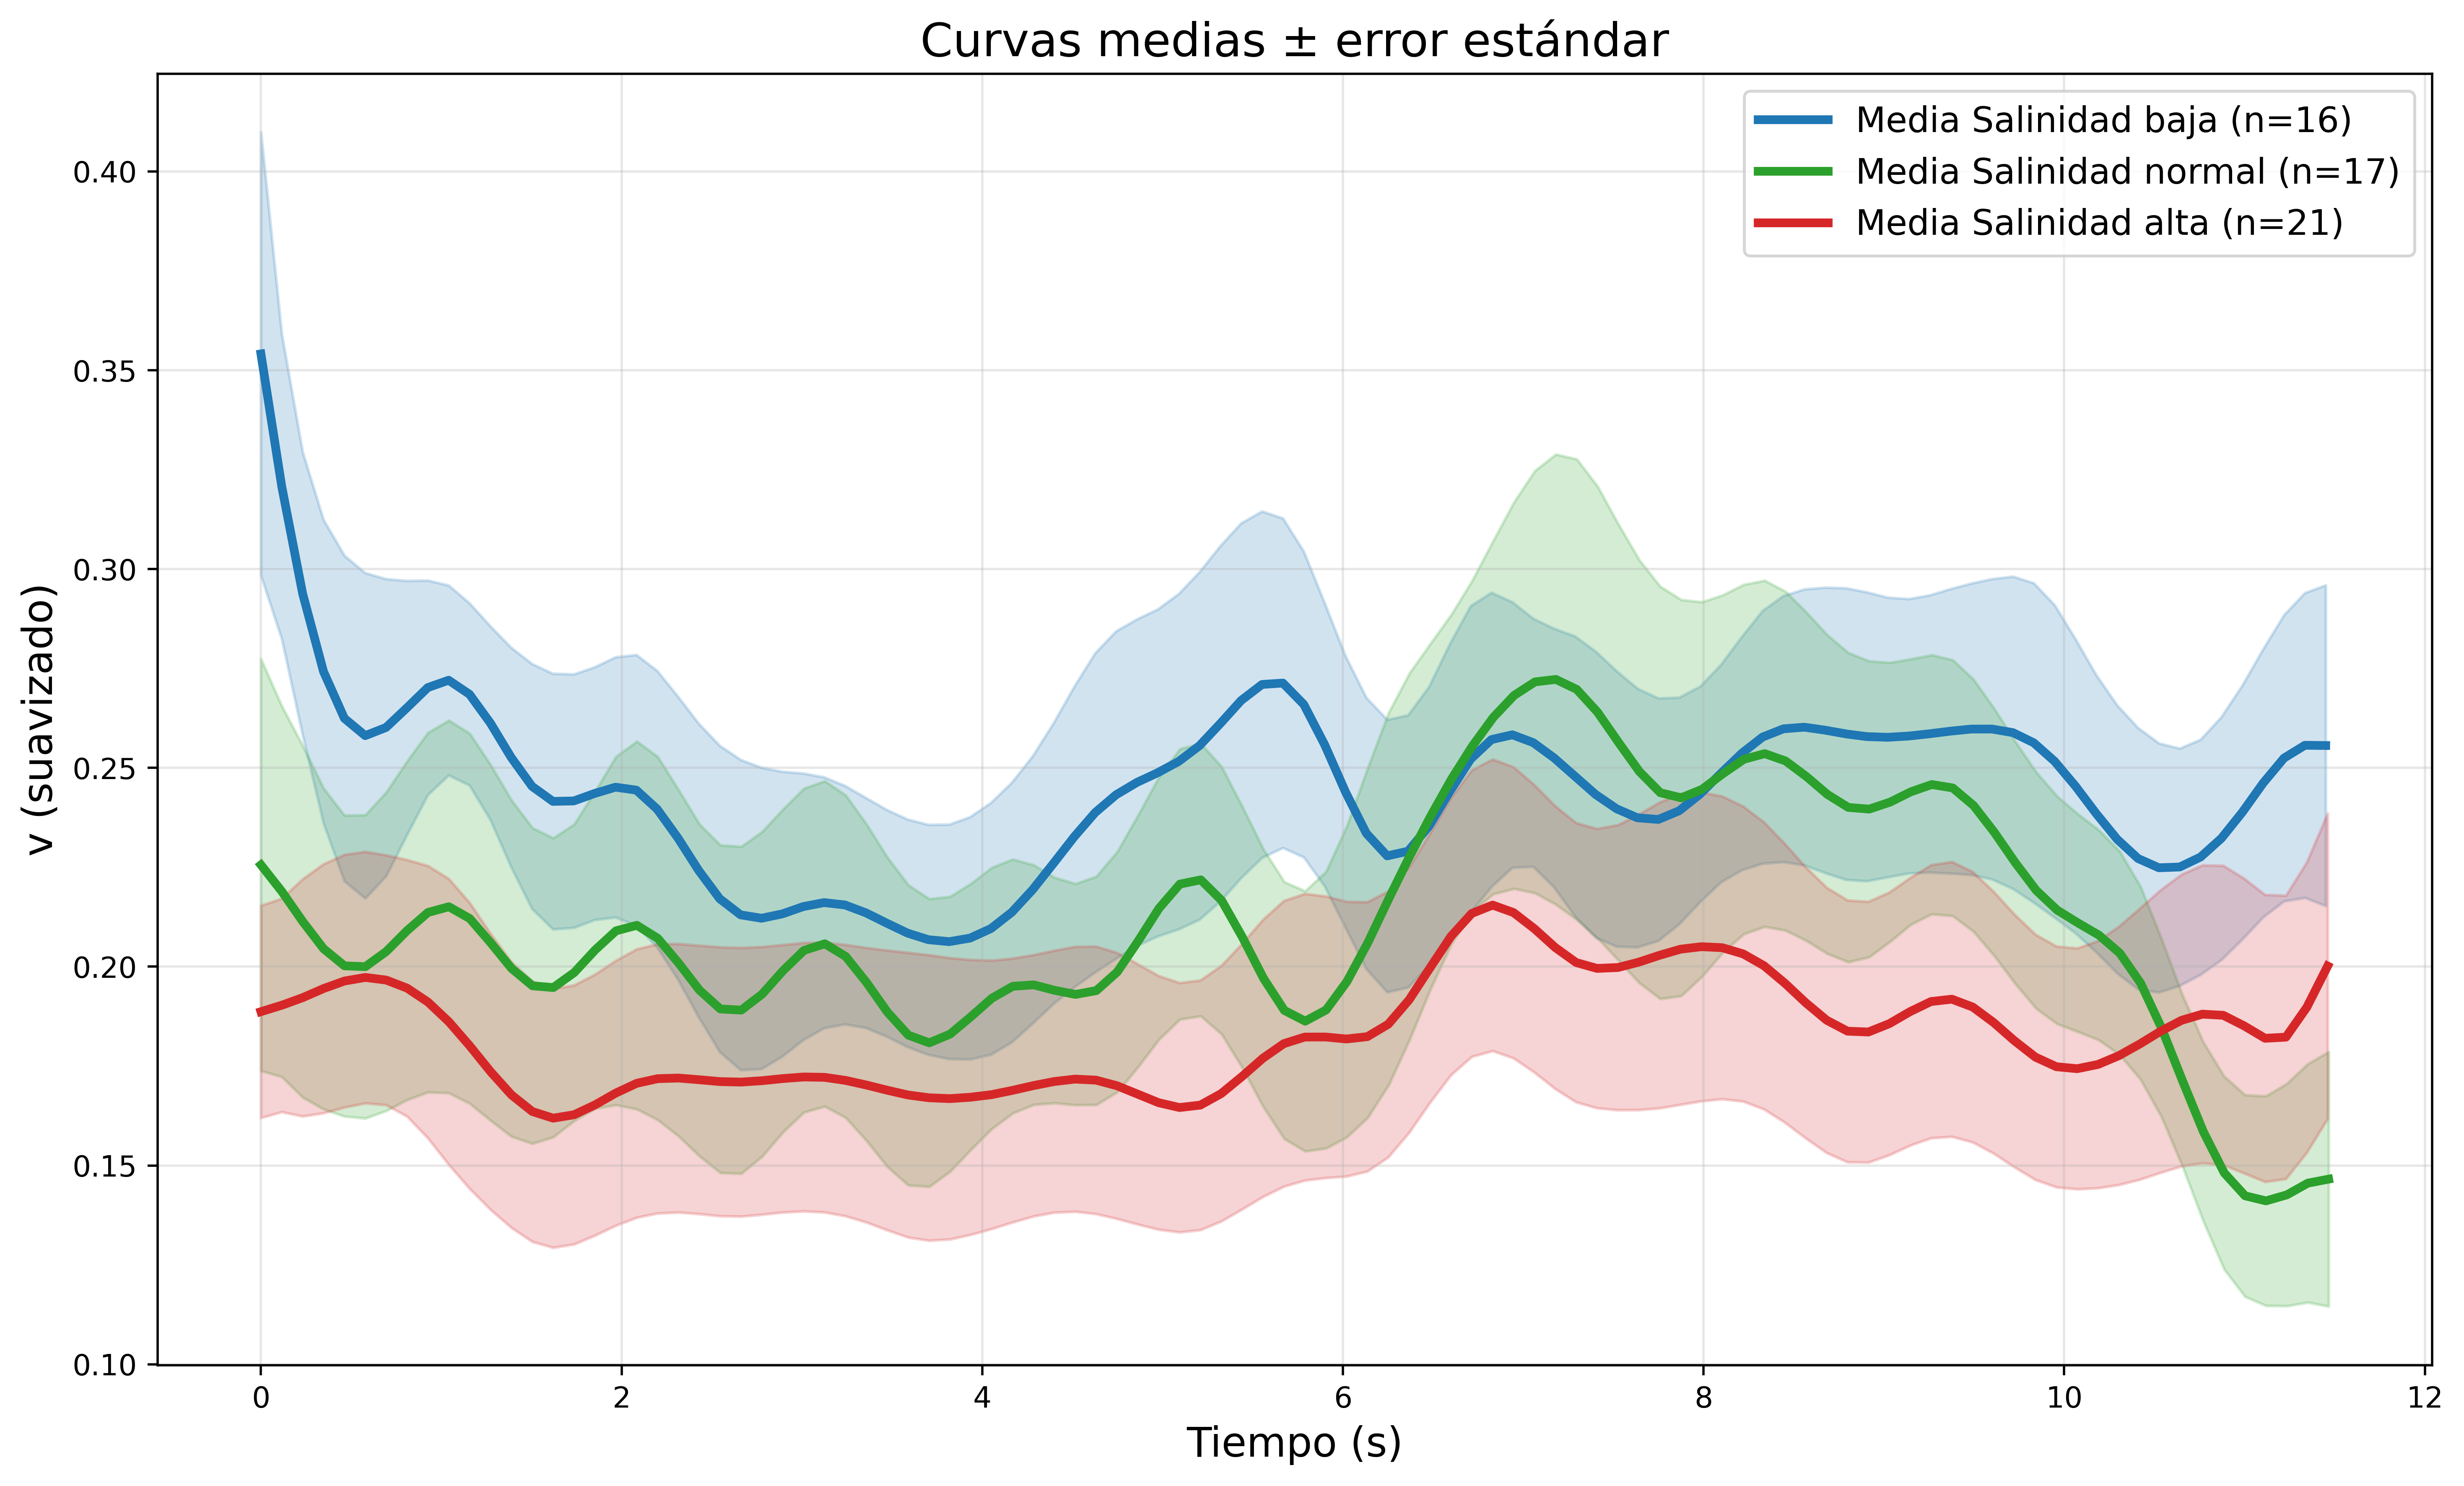 Curvas medias ± error estándar
Media Salinidad baja (n=16)
Media Salinidad normal (n=17)
Media Salinidad alta (n=21)
v (suavizado)
0.40
0.35
0.30
0.25
0.20
0.15
0.10
0 2 4 6 8 10 12
Tiempo (s)